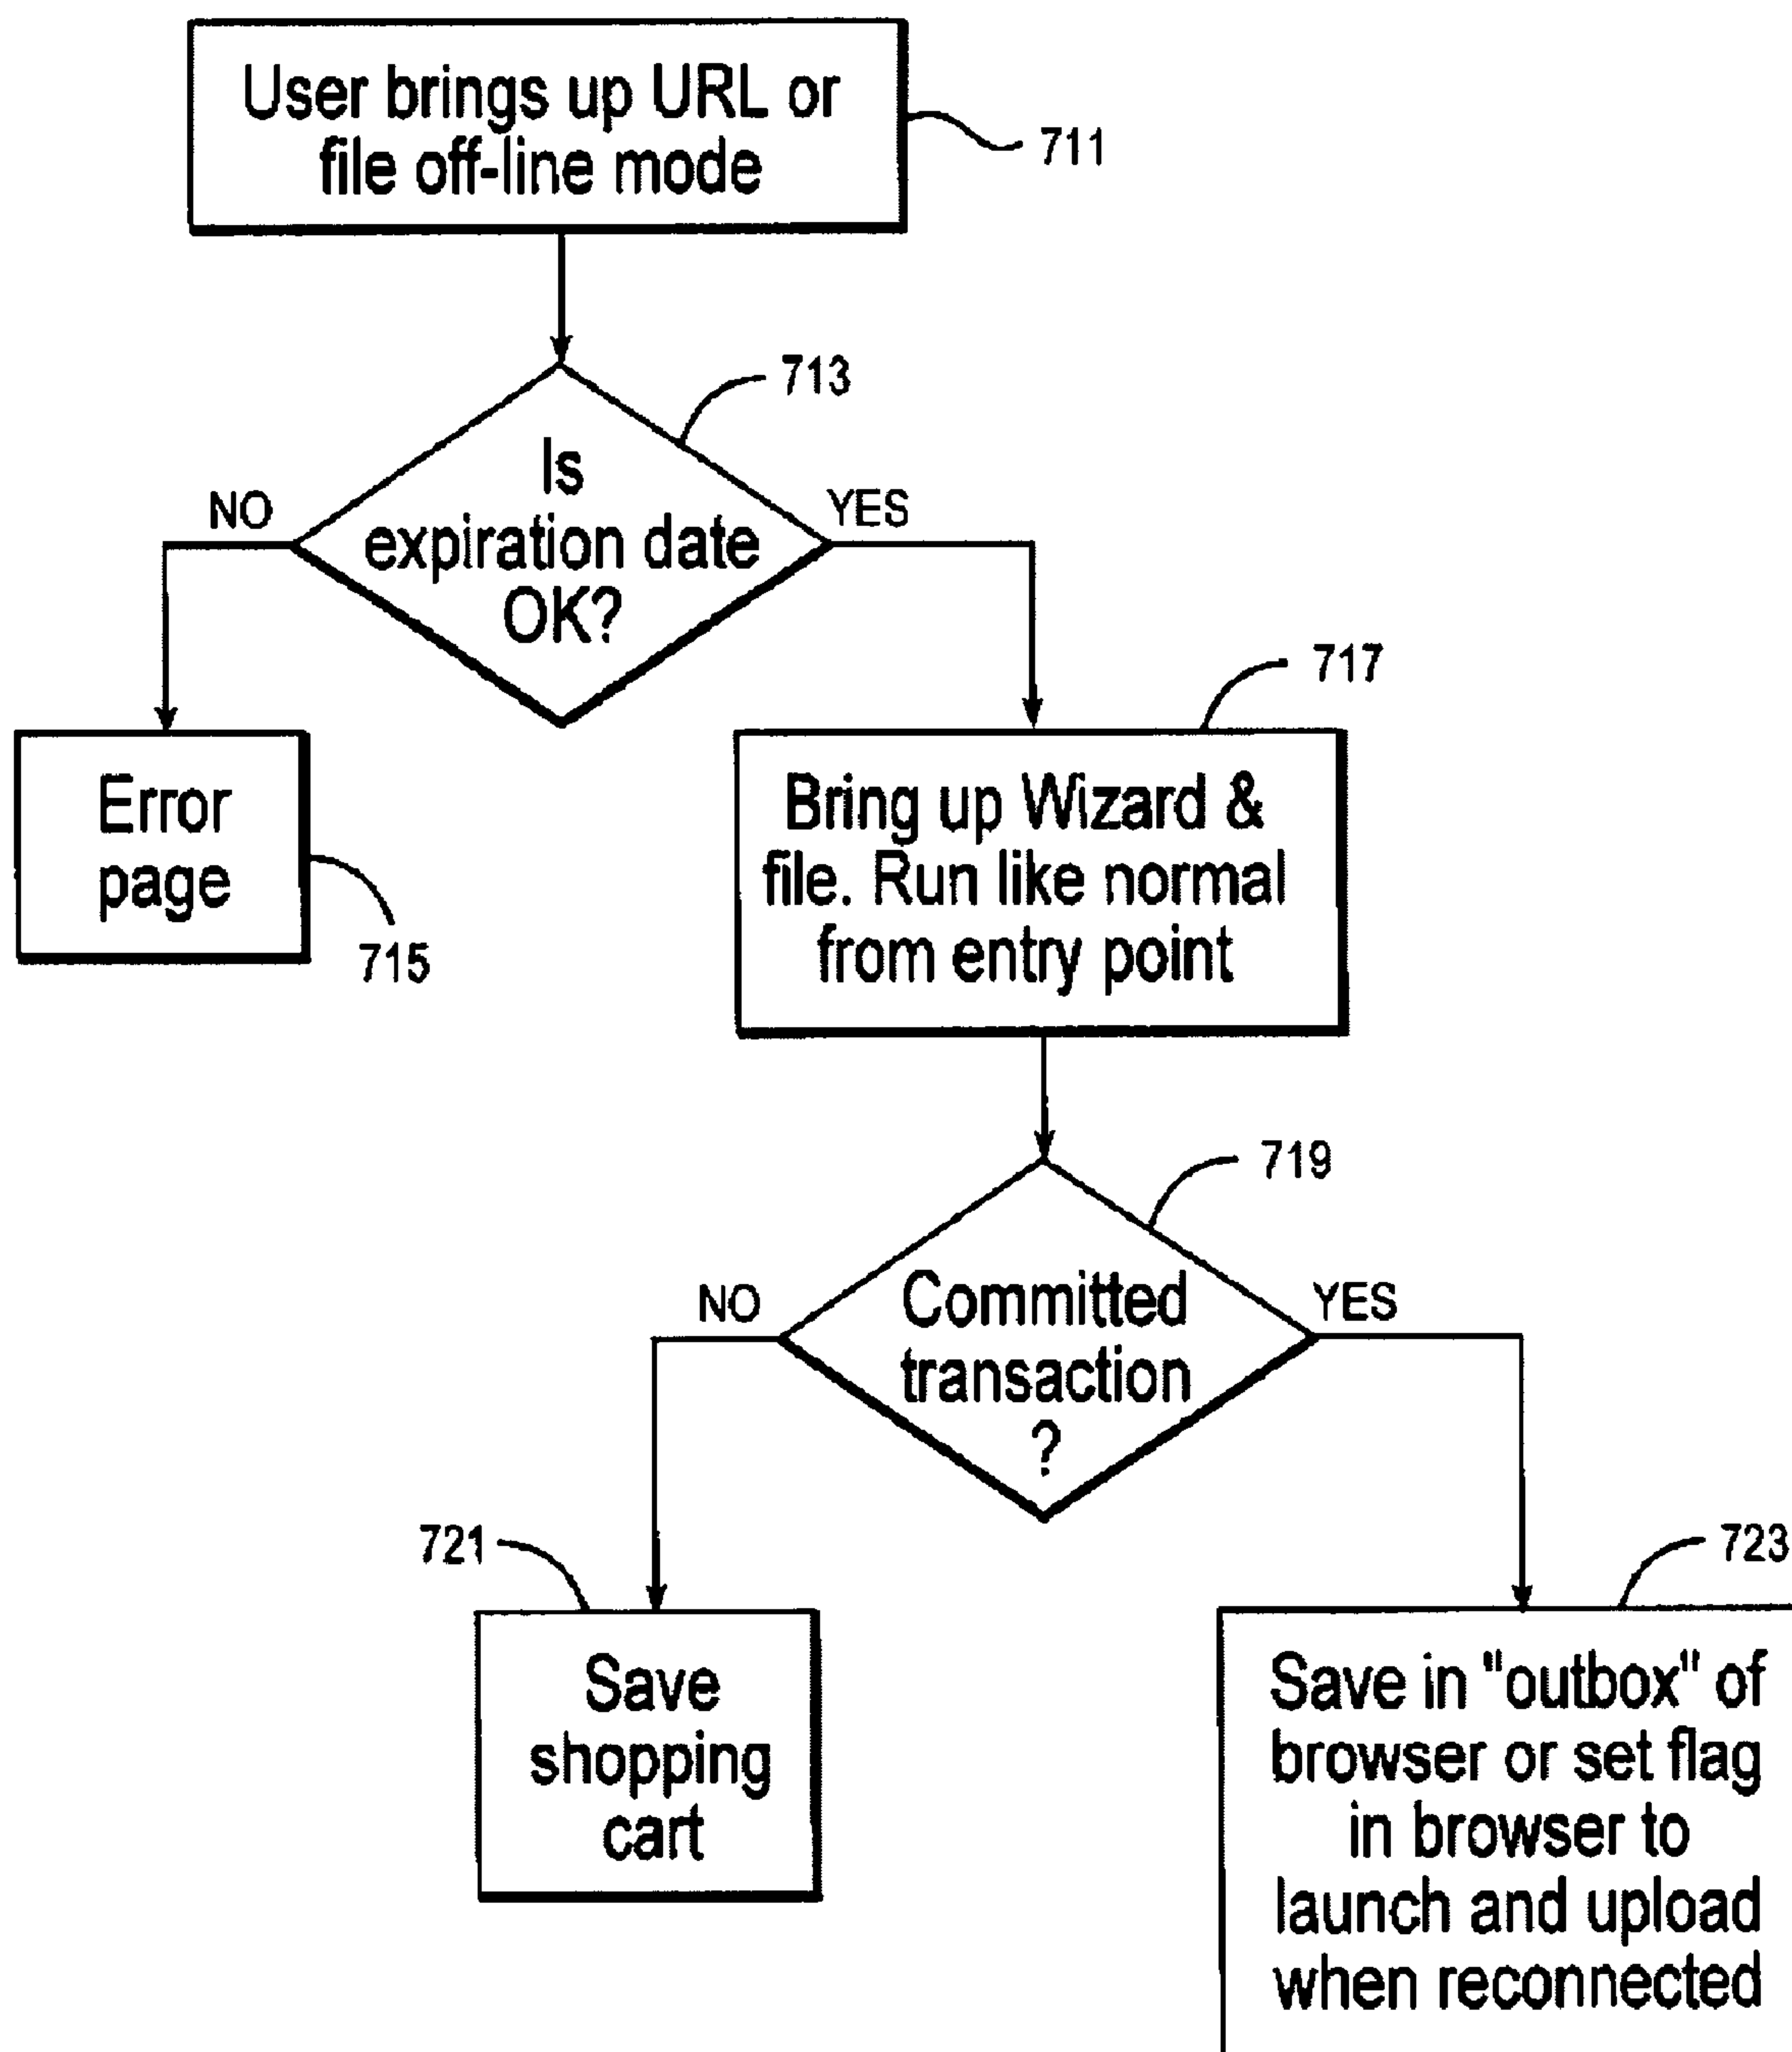 User brings up URL or
file off-line mode
711
713
Is
expiration date
OK?
NO
YES
717
Error
page
715
Bring up Wizard &
file. Run like normal
from entry point
719
Committed
transaction
?
NO
YES
721
723
Save
shopping
cart
Save in "outbox" of
browser or set flag
in browser to
launch and upload
when reconnected